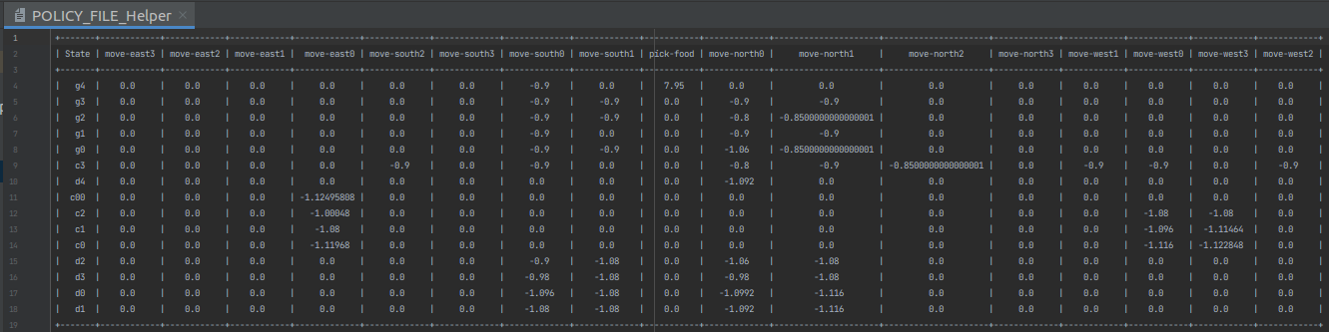 POLICY_FILE_Helper ×
1 +-------+------------+------------+------------+-------------+-------------+-------------+-------------+-------------+-----------+-------------+---------------------+---------------------+-------------+------------+------------+------------+------------+
2 | State | move-east3 | move-east2 | move-east1 | move-east0 | move-south2 | move-south3 | move-south0 | move-south1 | pick-food | move-north0 | move-north1 | move-north2 | move-north3 | move-west1 | move-west0 | move-west3 | move-west2 |
3 +-------+------------+------------+------------+-------------+-------------+-------------+-------------+-------------+-----------+-------------+---------------------+---------------------+-------------+------------+------------+------------+------------+
4 | g4 | 0.0 | 0.0 | 0.0 | 0.0 | 0.0 | 0.0 | -0.9 | 0.0 | 7.95 | 0.0 | 0.0 | 0.0 | 0.0 | 0.0 | 0.0 | 0.0 | 0.0 |
5 | g3 | 0.0 | 0.0 | 0.0 | 0.0 | 0.0 | 0.0 | -0.9 | -0.9 | 0.0 | -0.9 | -0.9 | 0.0 | 0.0 | 0.0 | 0.0 | 0.0 | 0.0 |
6 | g2 | 0.0 | 0.0 | 0.0 | 0.0 | 0.0 | 0.0 | -0.9 | -0.9 | 0.0 | -0.8 | -0.8500000000000001 | 0.0 | 0.0 | 0.0 | 0.0 | 0.0 | 0.0 |
7 | g1 | 0.0 | 0.0 | 0.0 | 0.0 | 0.0 | 0.0 | -0.9 | 0.0 | 0.0 | -0.9 | -0.9 | 0.0 | 0.0 | 0.0 | 0.0 | 0.0 | 0.0 |
8 | g0 | 0.0 | 0.0 | 0.0 | 0.0 | 0.0 | 0.0 | -0.9 | -0.9 | 0.0 | -1.06 | -0.8500000000000001 | 0.0 | 0.0 | 0.0 | 0.0 | 0.0 | 0.0 |
9 | c3 | 0.0 | 0.0 | 0.0 | 0.0 | -0.9 | 0.0 | -0.9 | 0.0 | 0.0 | -0.8 | -0.9 | -0.8500000000000001 | 0.0 | -0.9 | -0.9 | 0.0 | -0.9 |
10 | d4 | 0.0 | 0.0 | 0.0 | 0.0 | 0.0 | 0.0 | 0.0 | 0.0 | 0.0 | -1.092 | 0.0 | 0.0 | 0.0 | 0.0 | 0.0 | 0.0 | 0.0 |
11 | c00 | 0.0 | 0.0 | 0.0 | -1.12495808 | 0.0 | 0.0 | 0.0 | 0.0 | 0.0 | 0.0 | 0.0 | 0.0 | 0.0 | 0.0 | 0.0 | 0.0 | 0.0 |
12 | c2 | 0.0 | 0.0 | 0.0 | -1.00048 | 0.0 | 0.0 | 0.0 | 0.0 | 0.0 | 0.0 | 0.0 | 0.0 | 0.0 | 0.0 | -1.08 | -1.08 | 0.0 |
13 | c1 | 0.0 | 0.0 | 0.0 | -1.08 | 0.0 | 0.0 | 0.0 | 0.0 | 0.0 | 0.0 | 0.0 | 0.0 | 0.0 | 0.0 | -1.096 | -1.11464 | 0.0 |
14 | c0 | 0.0 | 0.0 | 0.0 | -1.11968 | 0.0 | 0.0 | 0.0 | 0.0 | 0.0 | 0.0 | 0.0 | 0.0 | 0.0 | 0.0 | -1.116 | -1.122848 | 0.0 |
15 | d2 | 0.0 | 0.0 | 0.0 | 0.0 | 0.0 | 0.0 | -0.9 | -1.08 | 0.0 | -1.06 | -1.08 | 0.0 | 0.0 | 0.0 | 0.0 | 0.0 | 0.0 |
16 | d3 | 0.0 | 0.0 | 0.0 | 0.0 | 0.0 | 0.0 | -0.98 | -1.08 | 0.0 | -0.98 | -1.08 | 0.0 | 0.0 | 0.0 | 0.0 | 0.0 | 0.0 |
17 | d0 | 0.0 | 0.0 | 0.0 | 0.0 | 0.0 | 0.0 | -1.096 | -1.08 | 0.0 | -1.0992 | -1.116 | 0.0 | 0.0 | 0.0 | 0.0 | 0.0 | 0.0 |
18 | d1 | 0.0 | 0.0 | 0.0 | 0.0 | 0.0 | 0.0 | -1.08 | -1.08 | 0.0 | -1.092 | -1.116 | 0.0 | 0.0 | 0.0 | 0.0 | 0.0 | 0.0 |
19 +-------+------------+------------+------------+-------------+-------------+-------------+-------------+-------------+-----------+-------------+---------------------+---------------------+-------------+------------+------------+------------+------------+